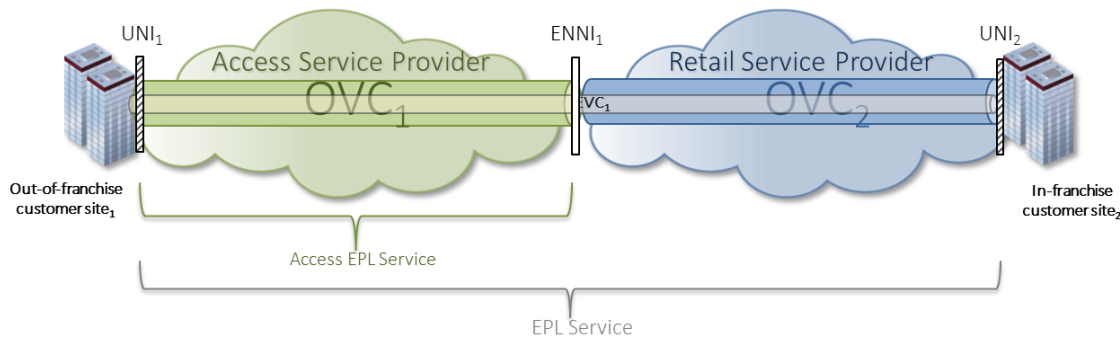 UNI₁
ENNI₁
UNI₂
Access Service Provider
Retail Service Provider
OVC₁
EVC₁
OVC₂
Out-of-franchise
customer site₁
In-franchise
customer site₂
Access EPL Service
EPL Service